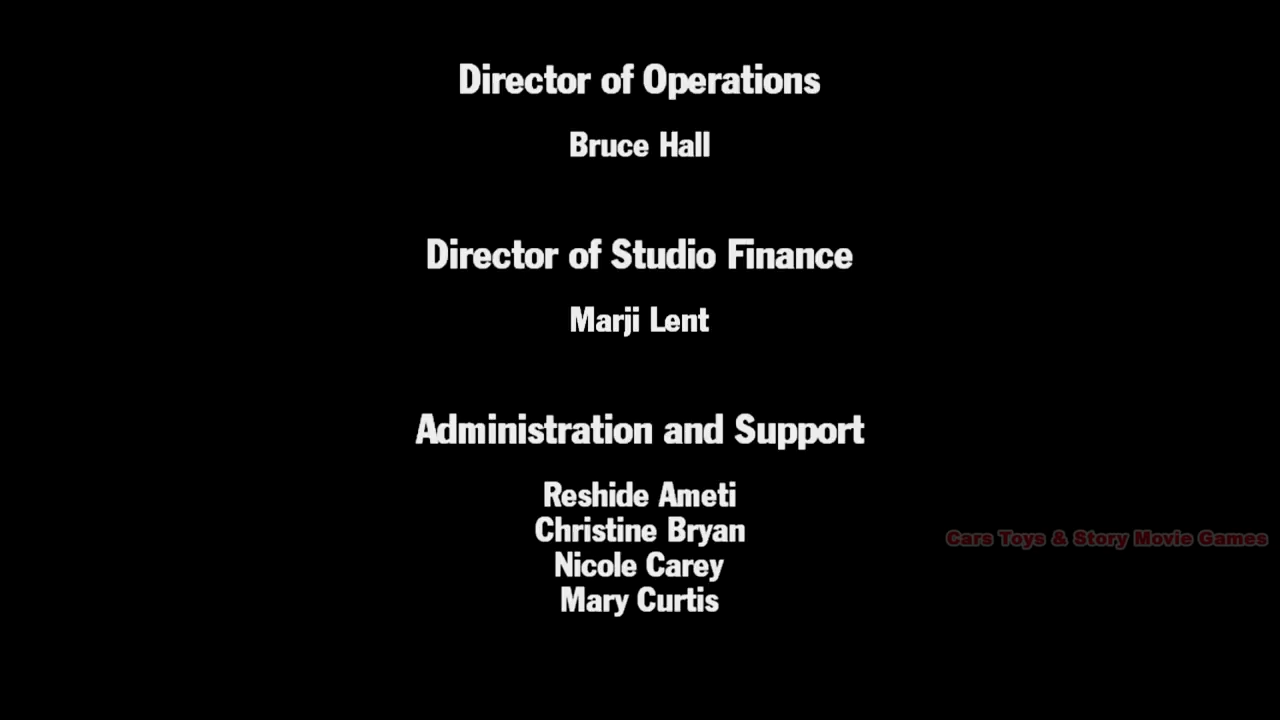 Director of Operations
Bruce Hall
Director of Studio Finance
Marji Lent
Administration and Support
Reshide Ameti
Christine Bryan
Nicole Carey
Mary Curtis
Cars Toys & Story Movie Games